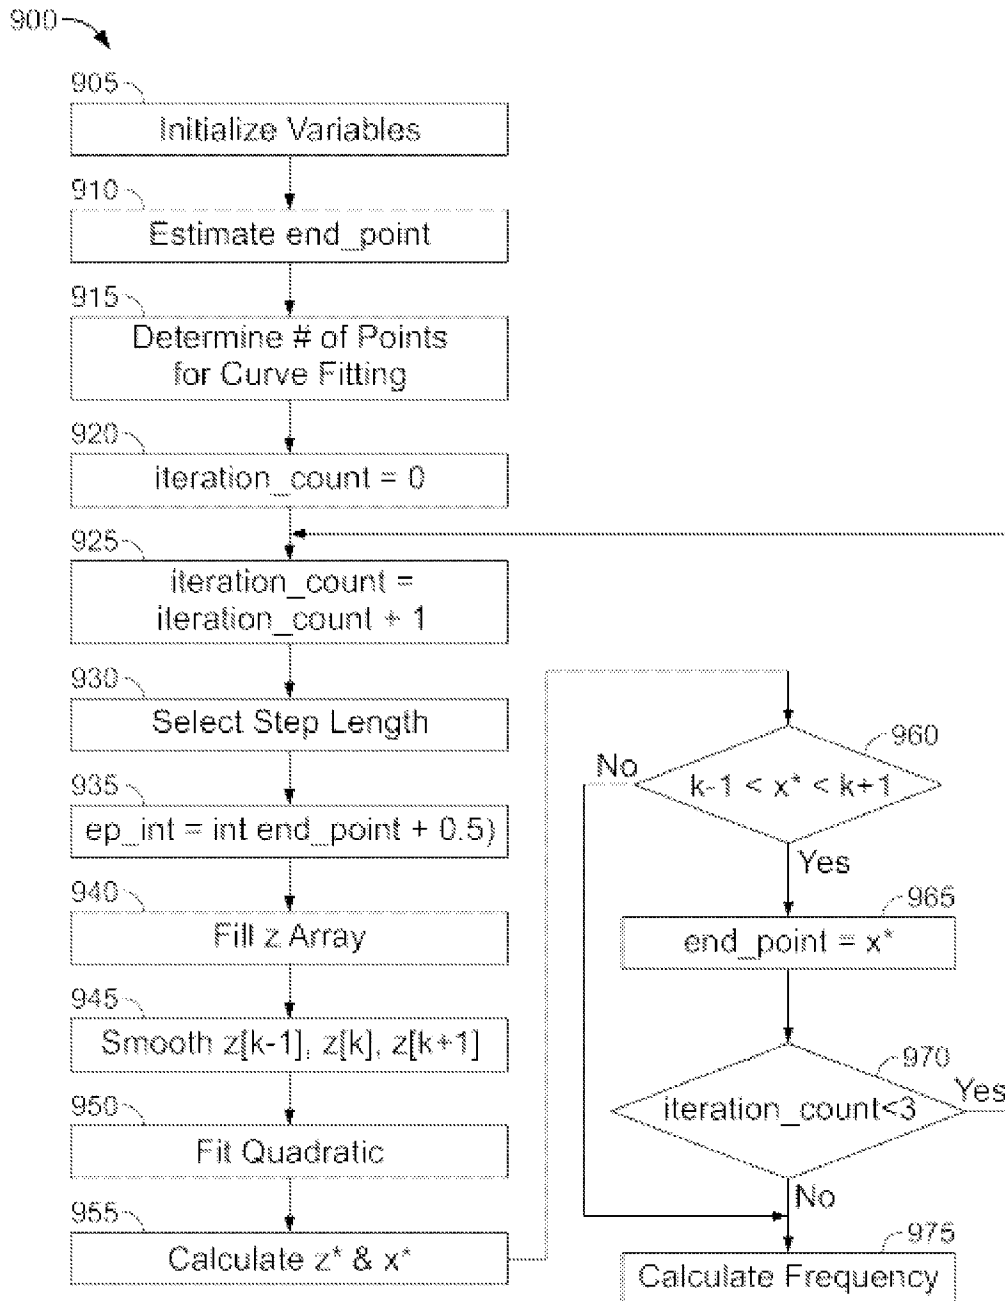 900
905
Initialize Variables
910
Estimate end_point
915
Determine # of Points
for Curve Fitting
920
iteration_count = 0
925
iteration_count =
iteration_count + 1
930
Select Step Length
935
ep_int = int end_point + 0.5)
940
Fill z Array
945
Smooth z[k-1], z[k], z[k+1]
950
Fit Quadratic
955
Calculate z* & x*
960
No
k-1 < x* < k+1
Yes
965
end_point = x*
970
Yes
iteration_count<3
No
975
Calculate Frequency